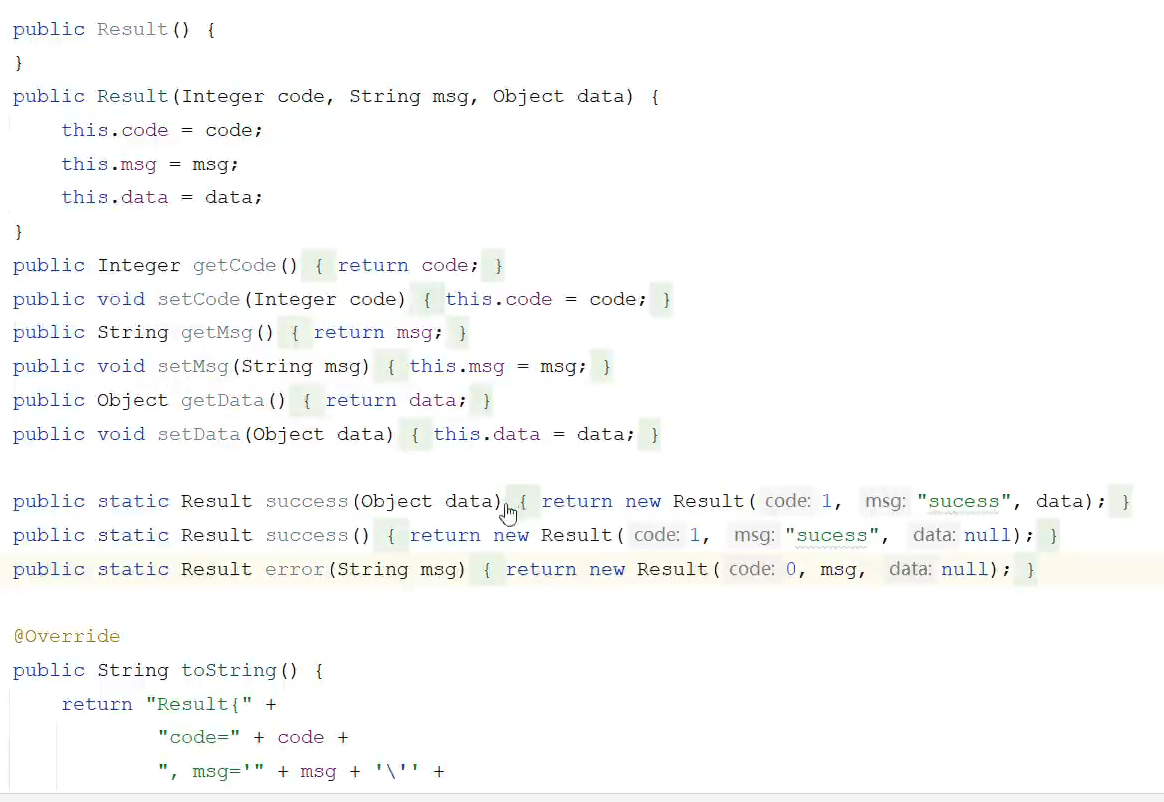 public Result() {
}
public Result(Integer code, String msg, Object data) {
    this.code = code;
    this.msg = msg;
    this.data = data;
}
public Integer getCode() { return code; }
public void setCode(Integer code) { this.code = code; }
public String getMsg() { return msg; }
public void setMsg(String msg) { this.msg = msg; }
public Object getData() { return data; }
public void setData(Object data) { this.data = data; }
public static Result success(Object data) { return new Result( code: 1, msg: "sucess", data); }
public static Result success() { return new Result( code: 1, msg: "sucess", data: null); }
public static Result error(String msg) { return new Result( code: 0, msg, data: null); }
@Override
public String toString() {
    return "Result{" +
            "code=" + code +
            ", msg='" + msg + '\'' +